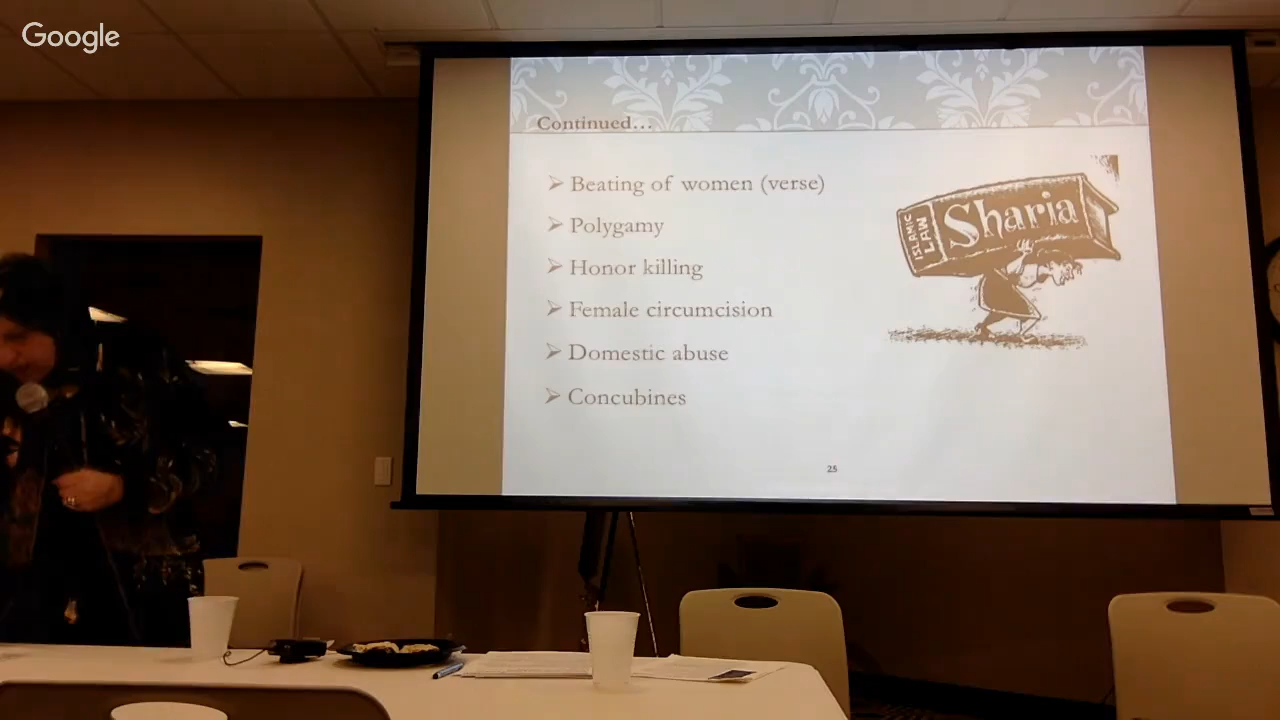 Google
Continued…
Beating of women (verse)
Polygamy
Honor killing
Female circumcision
Domestic abuse
Concubines
ISLAMIC
LAW
Sharia
25